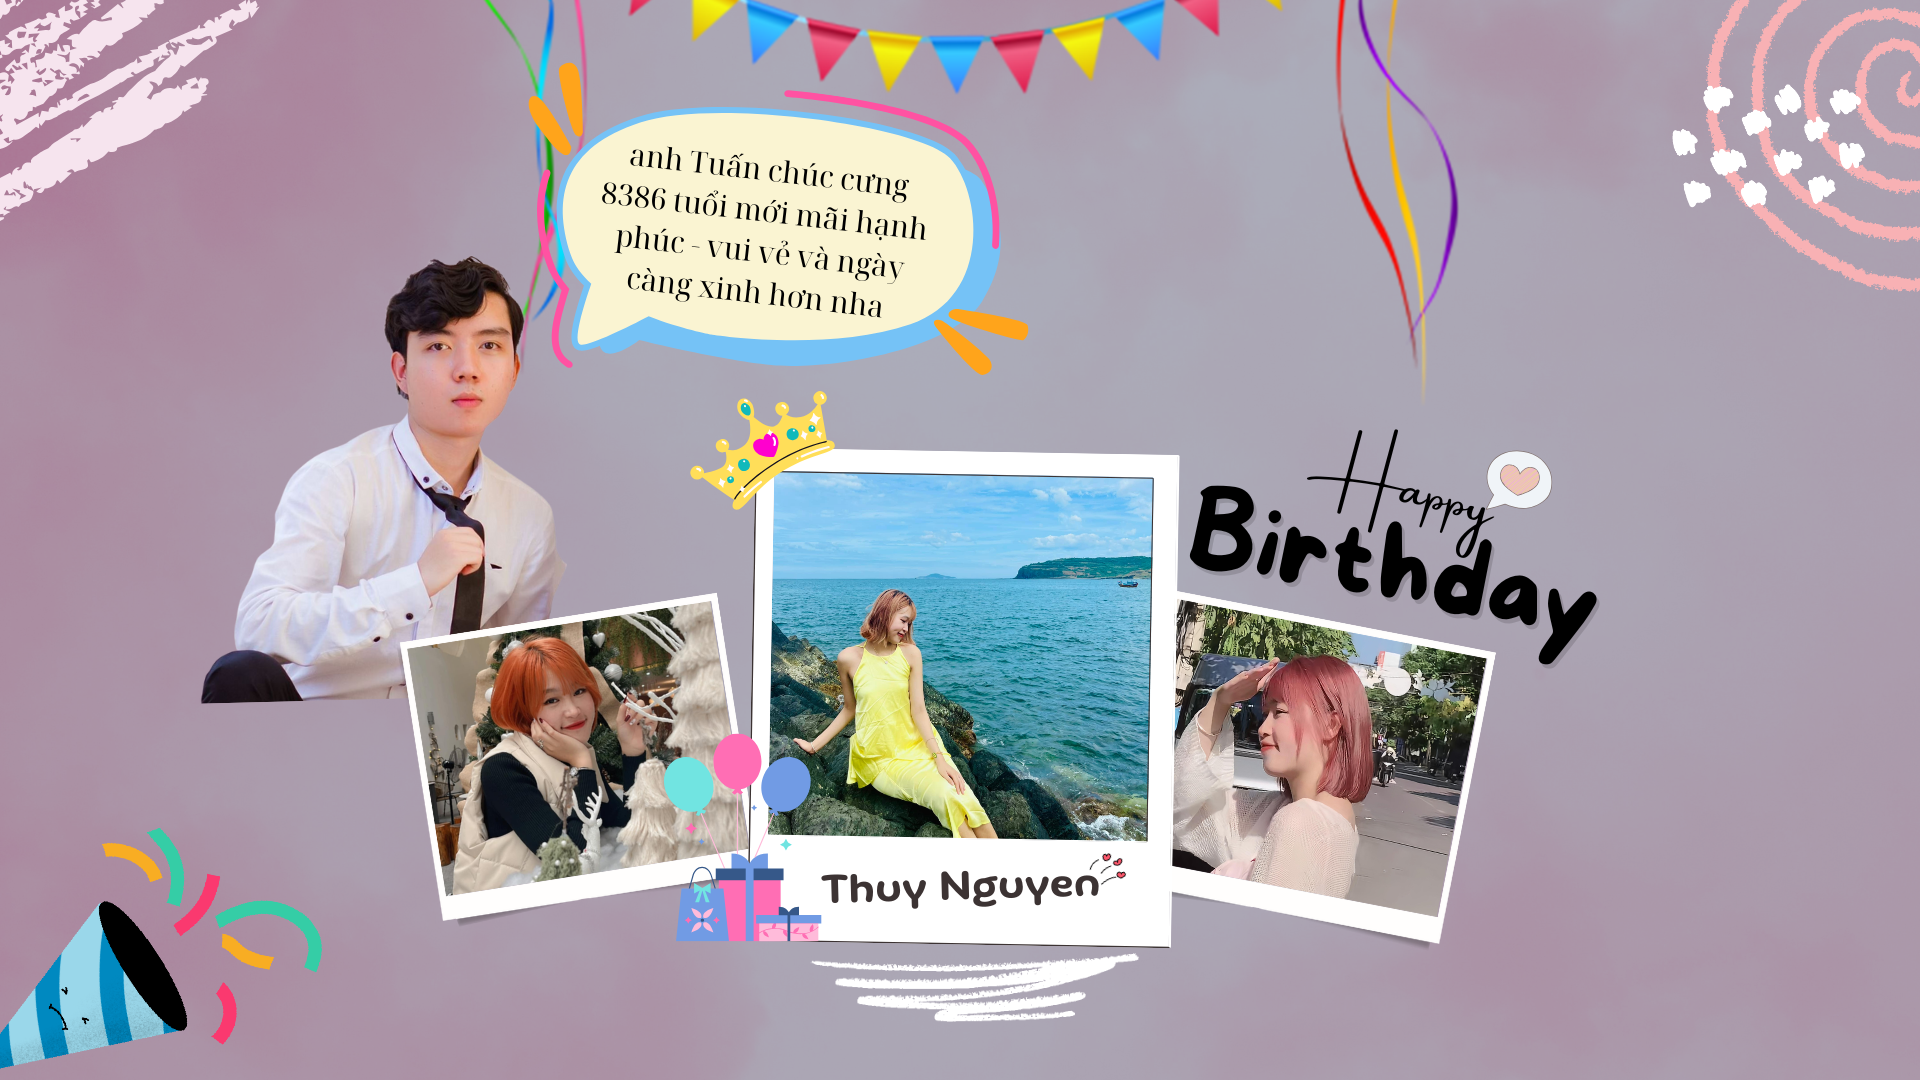 anh Tuấn chúc cưng
8386 tuổi mới mãi hạnh
phúc - vui vẻ và ngày
càng xinh hơn nha
Happy
Birthday
Thuy Nguyen